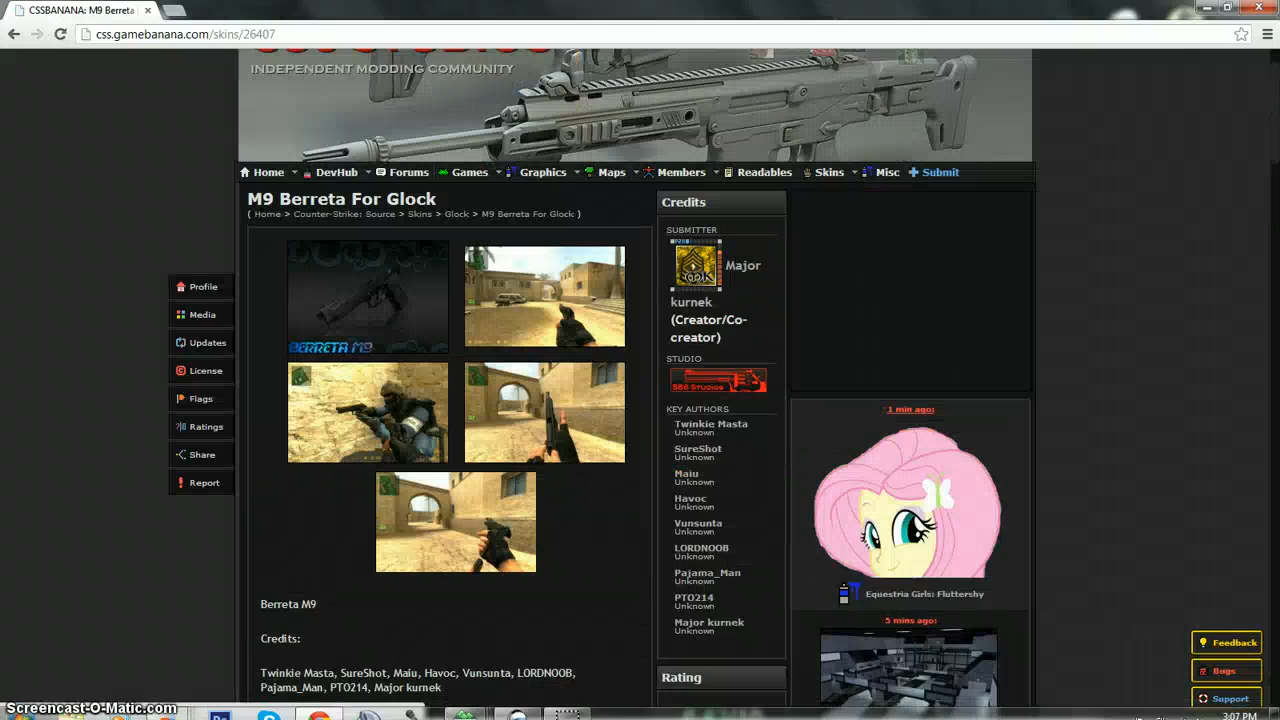 CSSBANANA: M9 Berreta
css.gamebanana.com/skins/26407
INDEPENDENT MODDING COMMUNITY
Home DevHub Forums Games Graphics Maps Members Readables Skins Misc Submit
M9 Berreta For Glock
( Home > Counter-Strike: Source > Skins > Glock > M9 Berreta For Glock )
BERRETA M9
Profile
Media
Updates
License
Flags
Ratings
Share
Report
Berreta M9
Credits:
Twinkie Masta, SureShot, Maiu, Havoc, Vunsunta, LORDN00B,
Pajama_Man, PTO214, Major kurnek
Credits
SUBMITTER
Major
kurnek
(Creator/Co-
creator)
STUDIO
586 STUDIOS
KEY AUTHORS
Twinkie Masta
Unknown
SureShot
Unknown
Maiu
Unknown
Havoc
Unknown
Vunsunta
Unknown
LORDN00B
Unknown
Pajama_Man
Unknown
PTO214
Unknown
Major kurnek
Unknown
Rating
1 min ago:
Equestria Girls: Fluttershy
5 mins ago:
Feedback
Bugs
Support
Screencast-O-Matic.com
3:07 PM